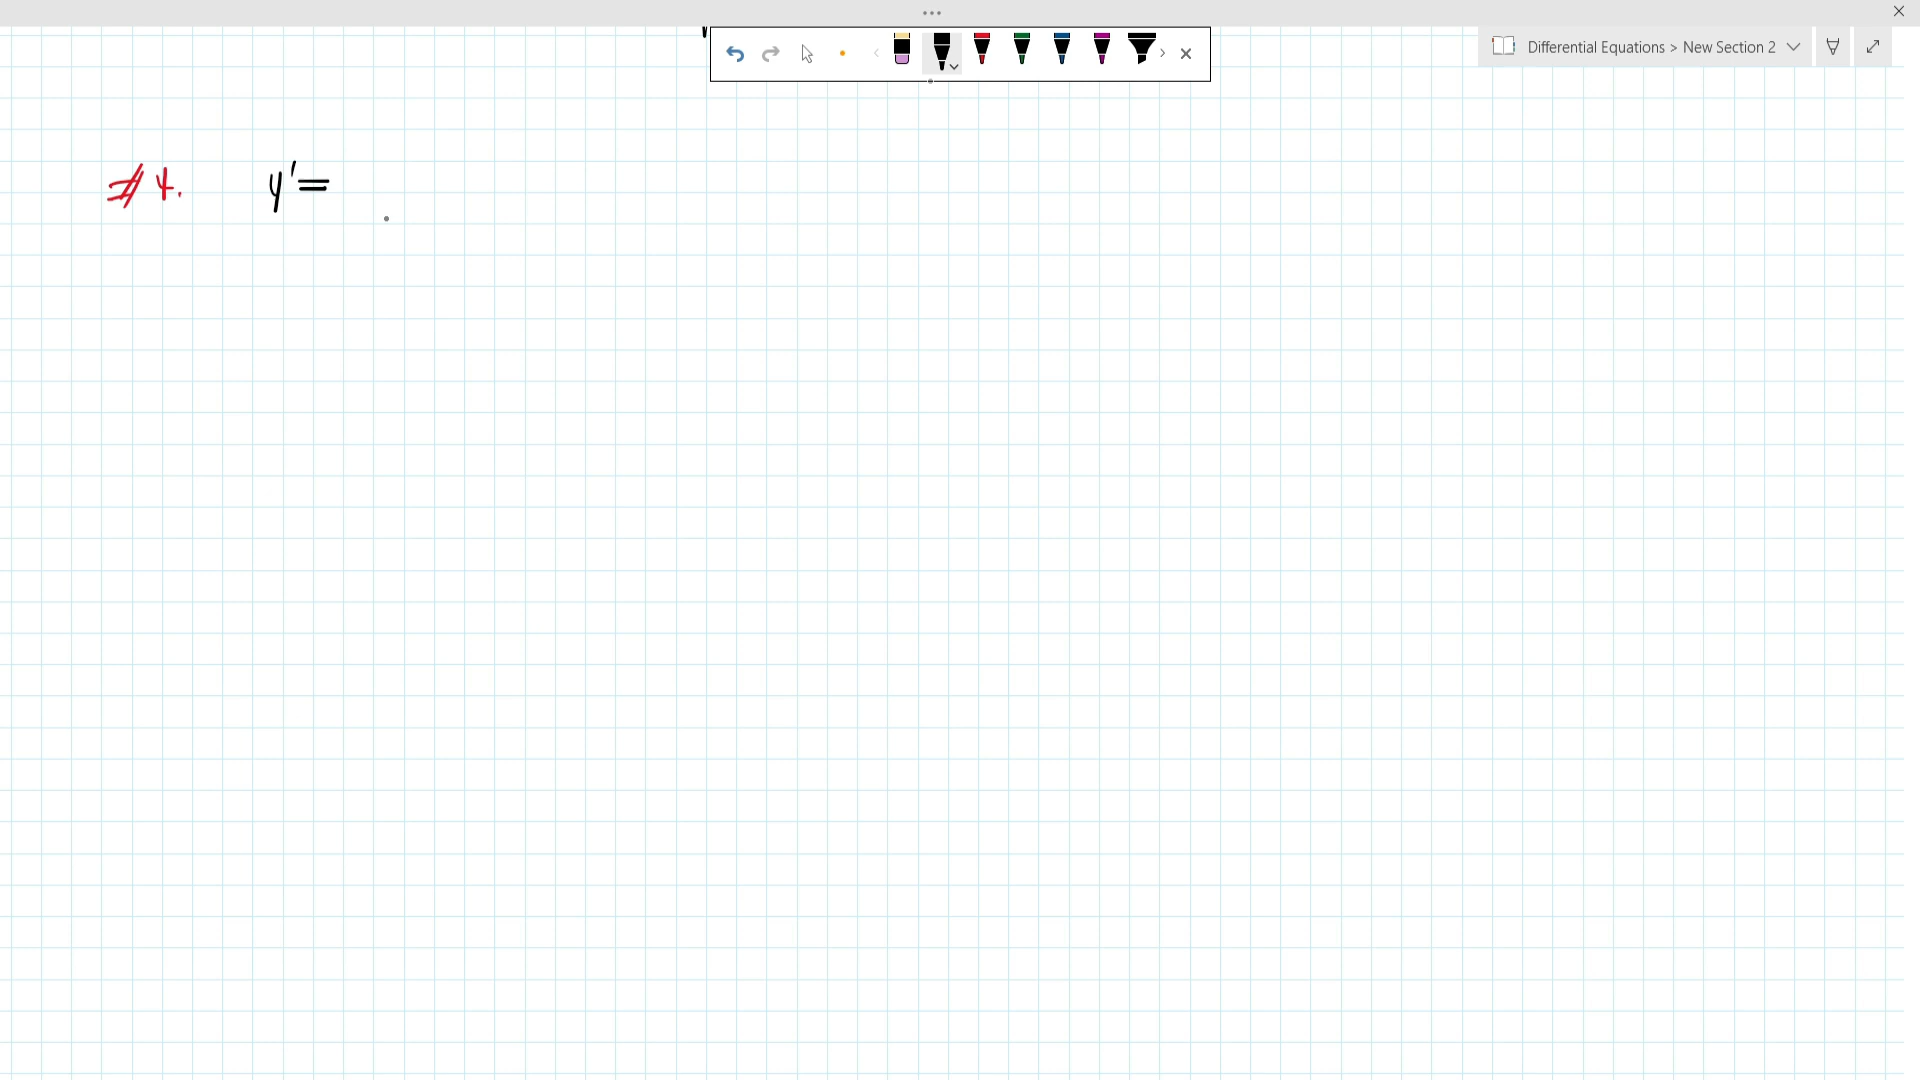 Differential Equations > New Section 2
#4. y'=